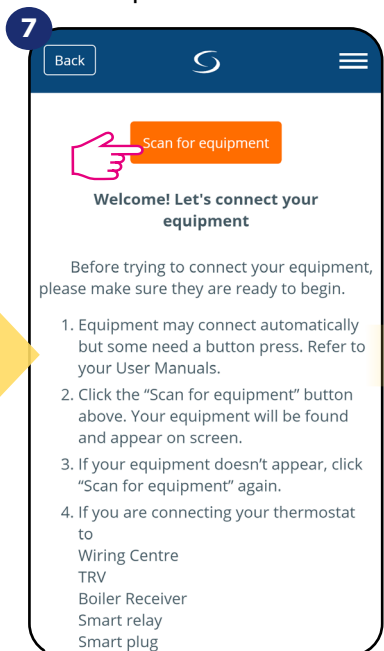 7
Back
Scan for equipment
Welcome! Let's connect your
equipment
Before trying to connect your equipment,
please make sure they are ready to begin.
1. Equipment may connect automatically
but some need a button press. Refer to
your User Manuals.
2. Click the “Scan for equipment” button
above. Your equipment will be found
and appear on screen.
3. If your equipment doesn’t appear, click
“Scan for equipment” again.
4. If you are connecting your thermostat
to
Wiring Centre
TRV
Boiler Receiver
Smart relay
Smart plug